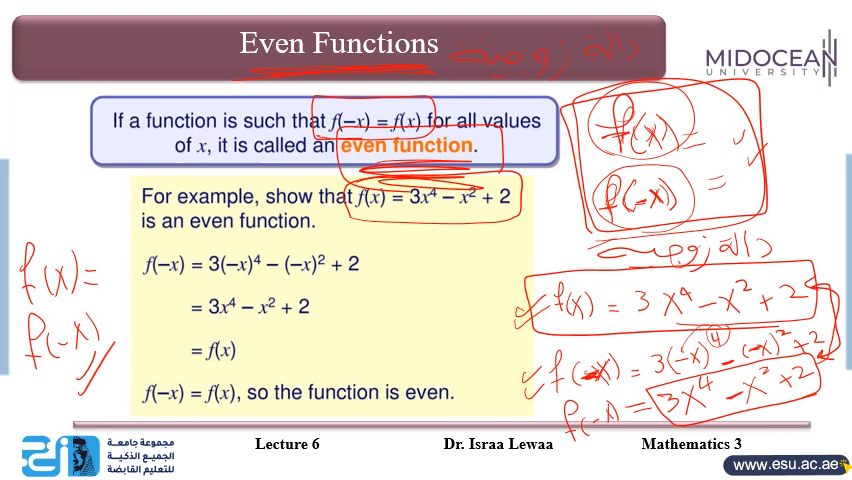 Even Functions دالة زوجية
MIDOCEAN
UNIVERSITY
If a function is such that f(–x) = f(x) for all values
of x, it is called an even function.
f(x) =
f(-x) =
دالة زوجية
For example, show that f(x) = 3x⁴ – x² + 2
is an even function.
f(–x) = 3(–x)⁴ – (–x)² + 2
= 3x⁴ – x² + 2
= f(x)
f(–x) = f(x), so the function is even.
f(x) =
f(-x)
f(x) = 3x⁴ - x² + 2
f(-x) = 3(-x)⁴ - (-x)² + 2
f(-x) = 3x⁴ - x² + 2
مجموعة جامعة
الجميع الذكية
للتعليم القابضة
Lecture 6 Dr. Israa Lewaa Mathematics 3
www.esu.ac.ae